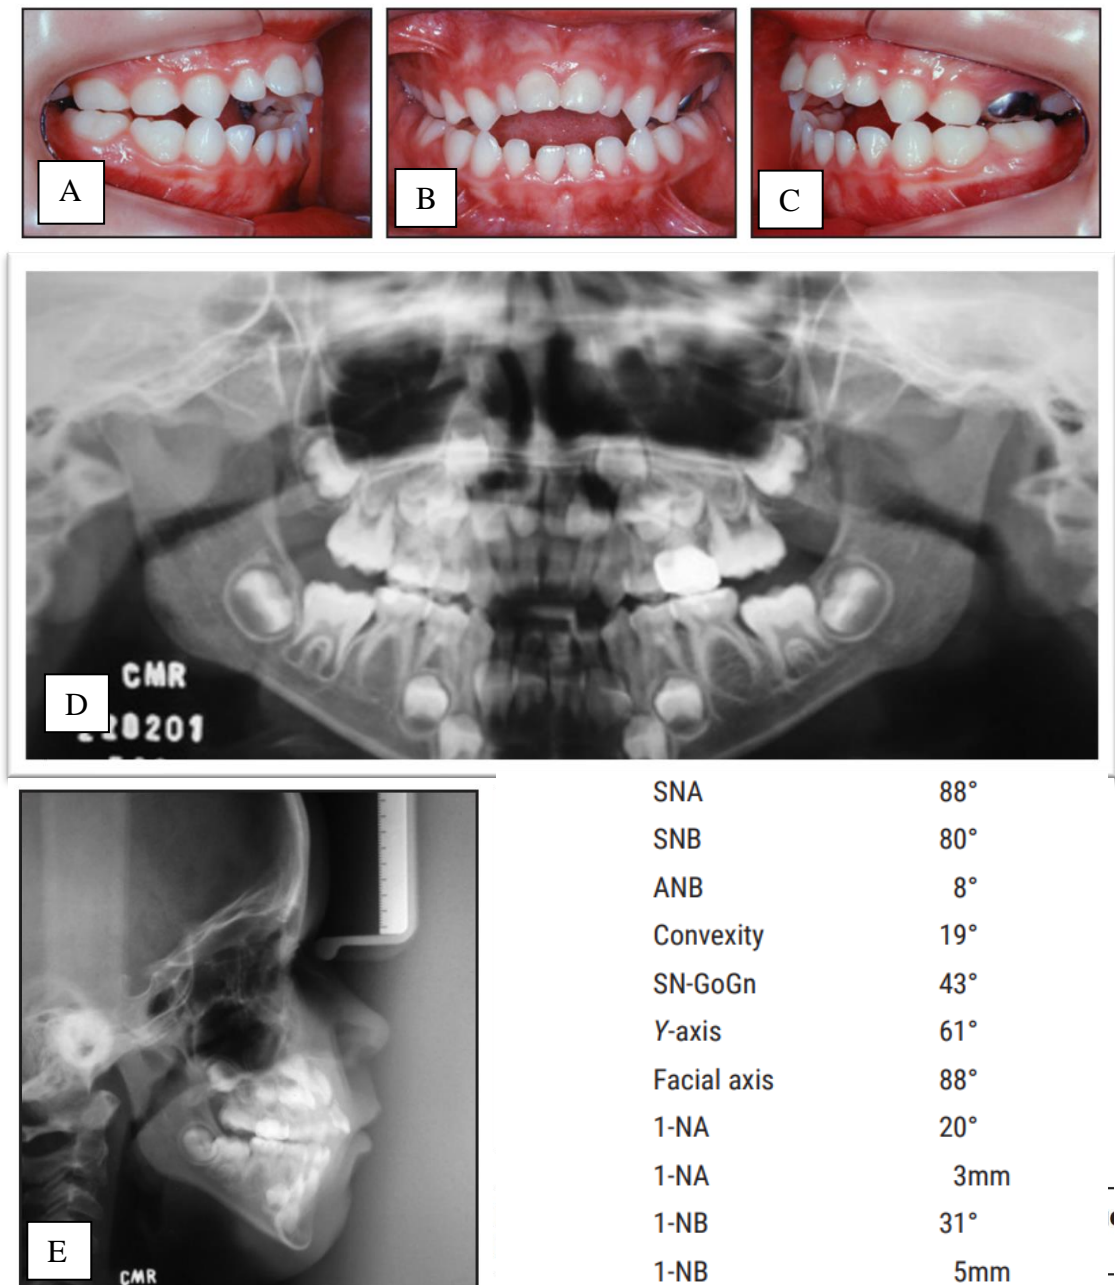 A
B
C
CMR
D
20201
E
CMR
SNA 88°
SNB 80°
ANB 8°
Convexity 19°
SN-GoGn 43°
Y-axis 61°
Facial axis 88°
1-NA 20°
1-NA 3mm
1-NB 31°
1-NB 5mm